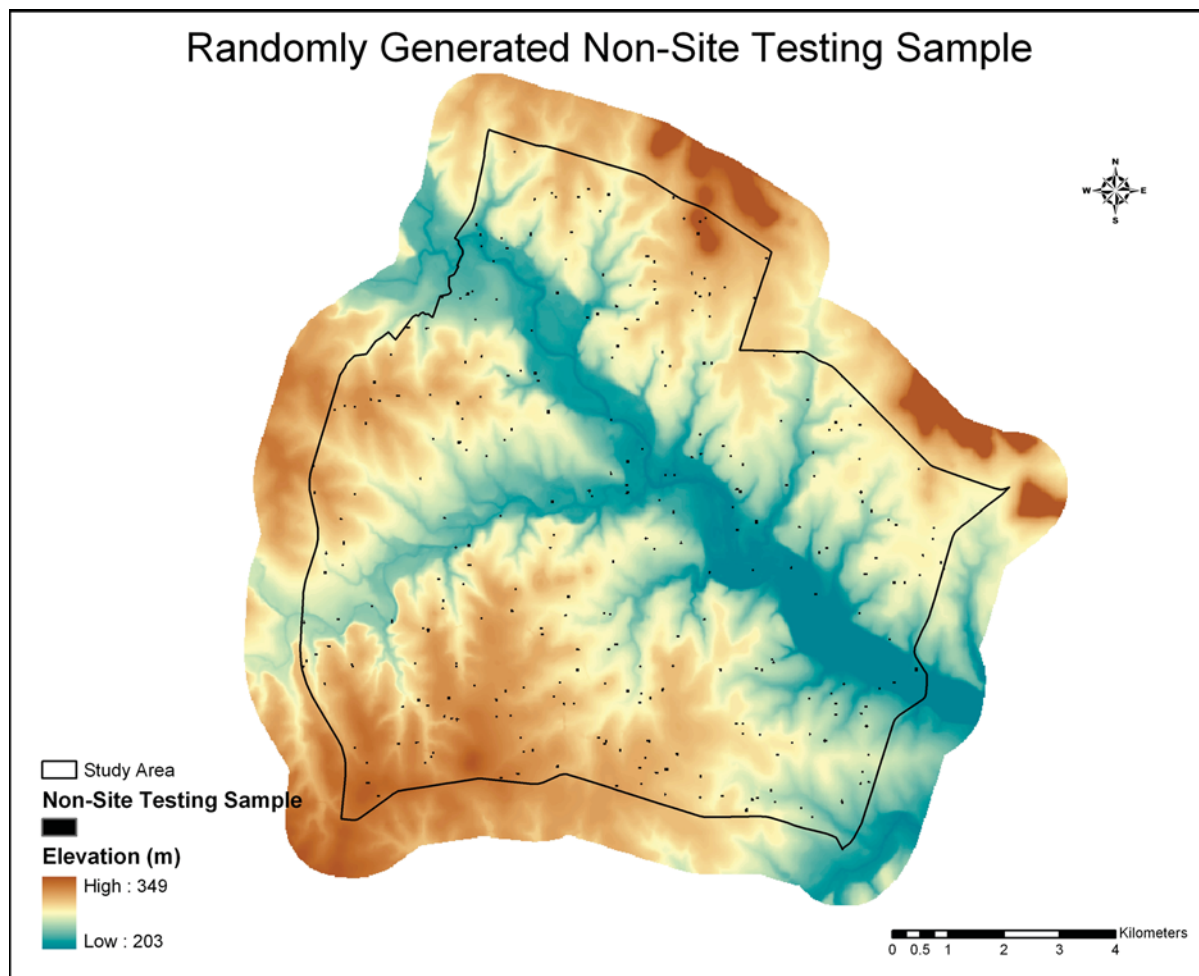 Randomly Generated Non-Site Testing Sample
N
W E
S
Study Area
Non-Site Testing Sample
Elevation (m)
High : 349
Low : 203
Kilometers
0 0.5 1 2 3 4